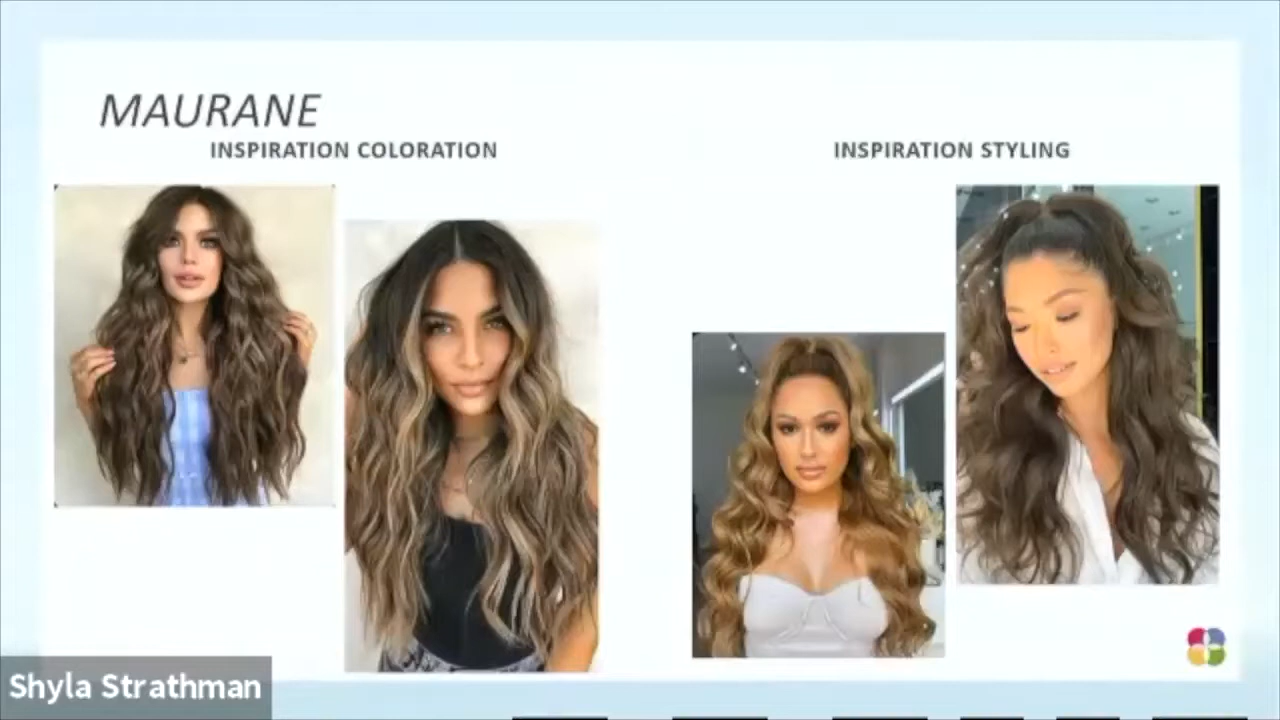 MAURANE
INSPIRATION COLORATION
INSPIRATION STYLING
Shyla Strathman